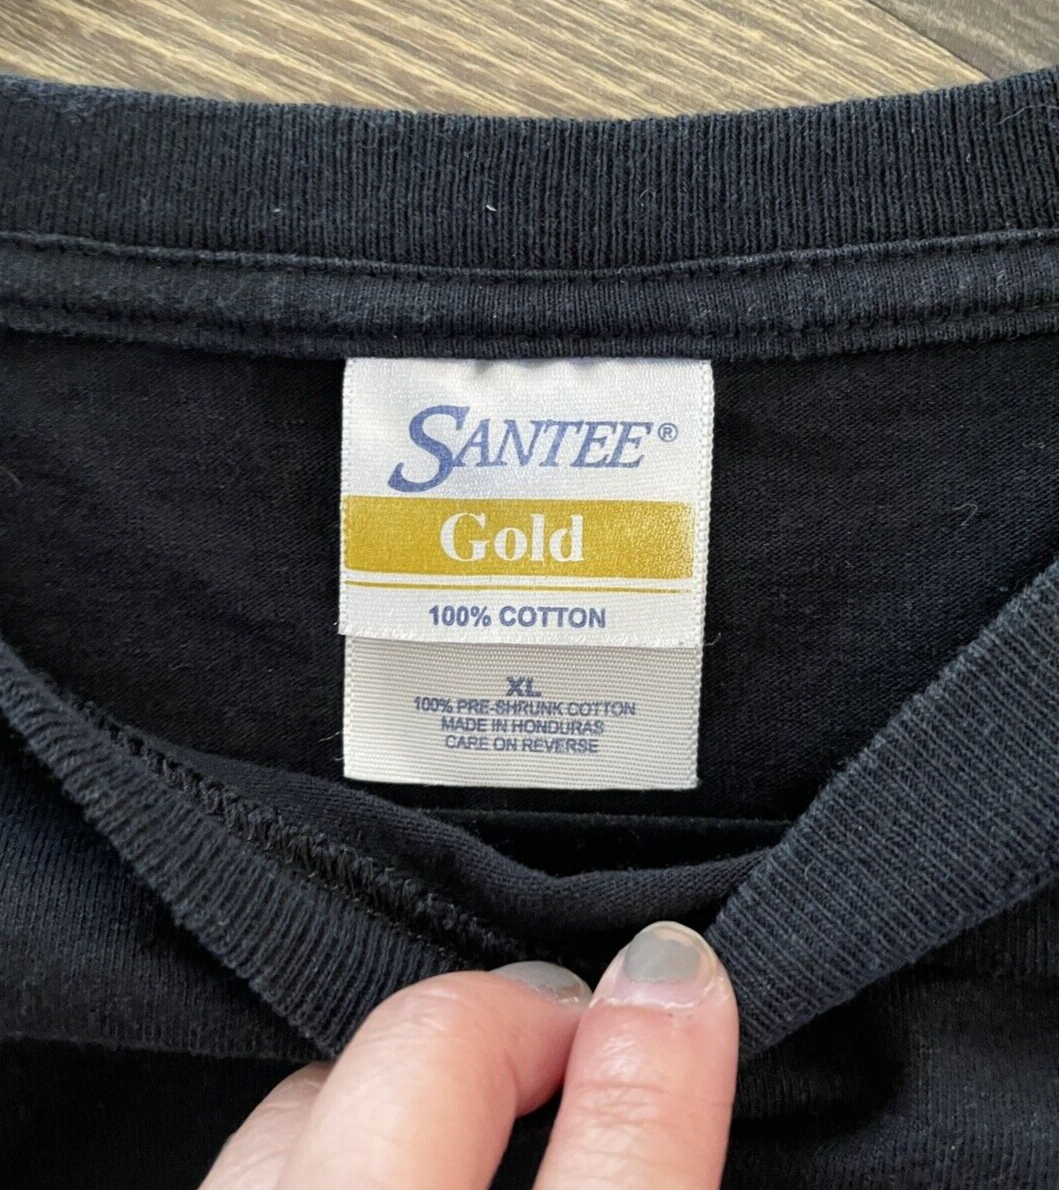 SANTEE®
Gold
100% COTTON
XL
100% PRE-SHRUNK COTTON
MADE IN HONDURAS
CARE ON REVERSE